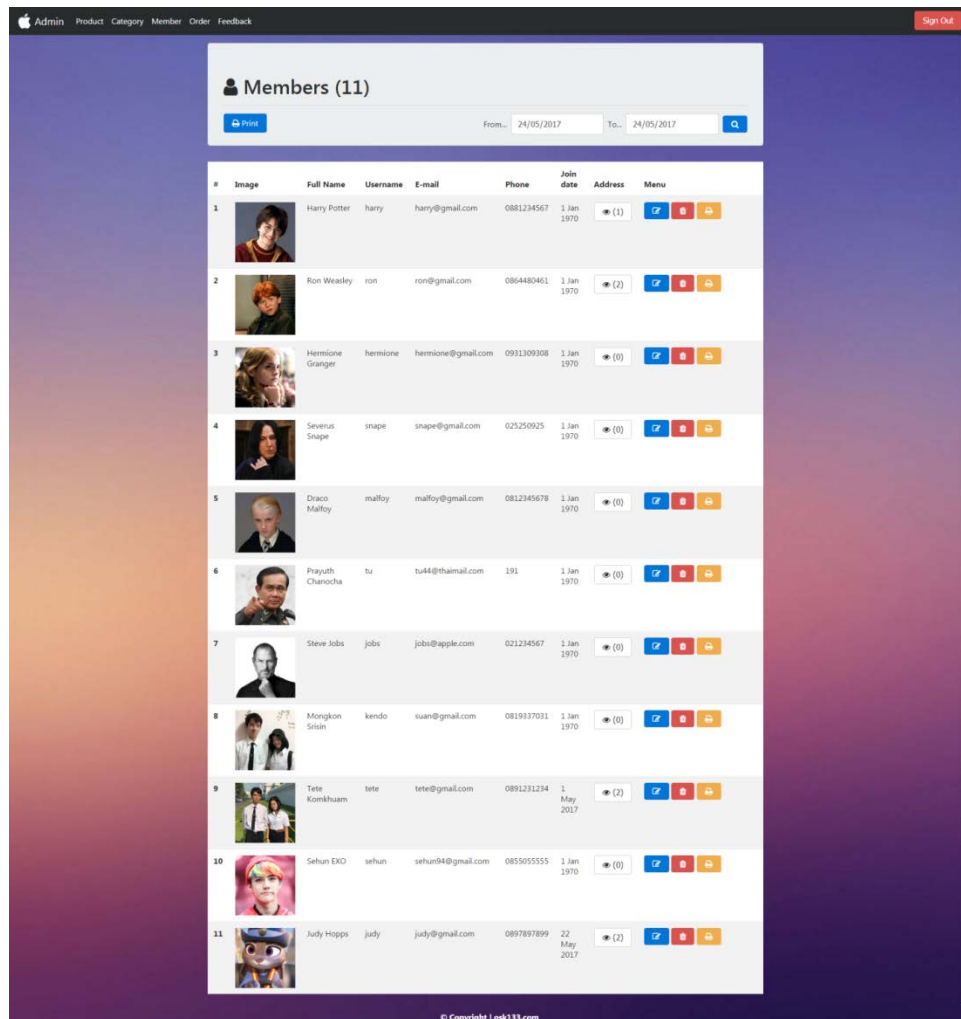 Admin Product Category Member Order Feedback Sign Out
Members (11)
Print From... 24/05/2017 To... 24/05/2017
# Image Full Name Username E-mail Phone Join date Address Menu
1 Harry Potter harry harry@gmail.com 0881234567 1 Jan 1970 (1)
2 Ron Weasley ron ron@gmail.com 0864480461 1 Jan 1970 (2)
3 Hermione Granger hermione hermione@gmail.com 0931309308 1 Jan 1970 (0)
4 Severus Snape snape snape@gmail.com 025250925 1 Jan 1970 (0)
5 Draco Malfoy malfoy malfoy@gmail.com 0812345678 1 Jan 1970 (0)
6 Prayuth Chanocha tu tu44@thaimail.com 191 1 Jan 1970 (0)
7 Steve Jobs jobs jobs@apple.com 021234567 1 Jan 1970 (0)
8 Mongkon Srisin kendo suan@gmail.com 0819337031 1 Jan 1970 (0)
9 Tete Komkhuam tete tete@gmail.com 0891231234 1 May 2017 (2)
10 Sehun EXO sehun sehun94@gmail.com 0855055555 1 Jan 1970 (0)
11 Judy Hopps judy judy@gmail.com 0897897899 22 May 2017 (2)
© Copyright | osk133.com